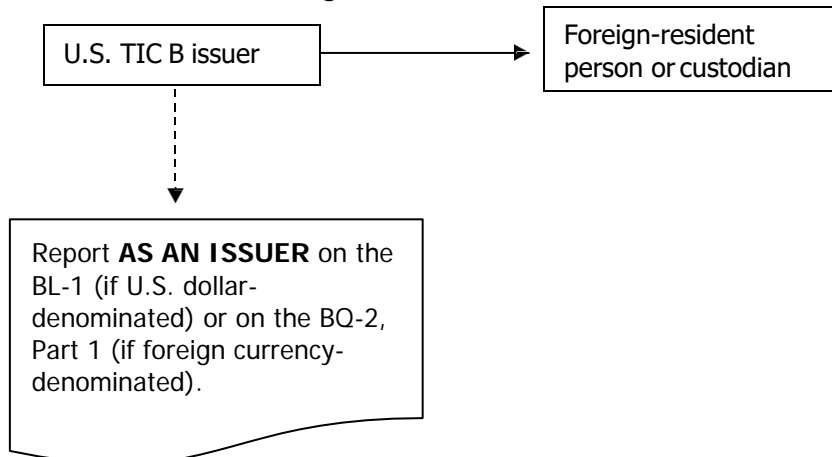 U.S. TIC B issuer
Foreign-resident
person or custodian
Report AS AN ISSUER on the
BL-1 (if U.S. dollar-
denominated) or on the BQ-2,
Part 1 (if foreign currency-
denominated).